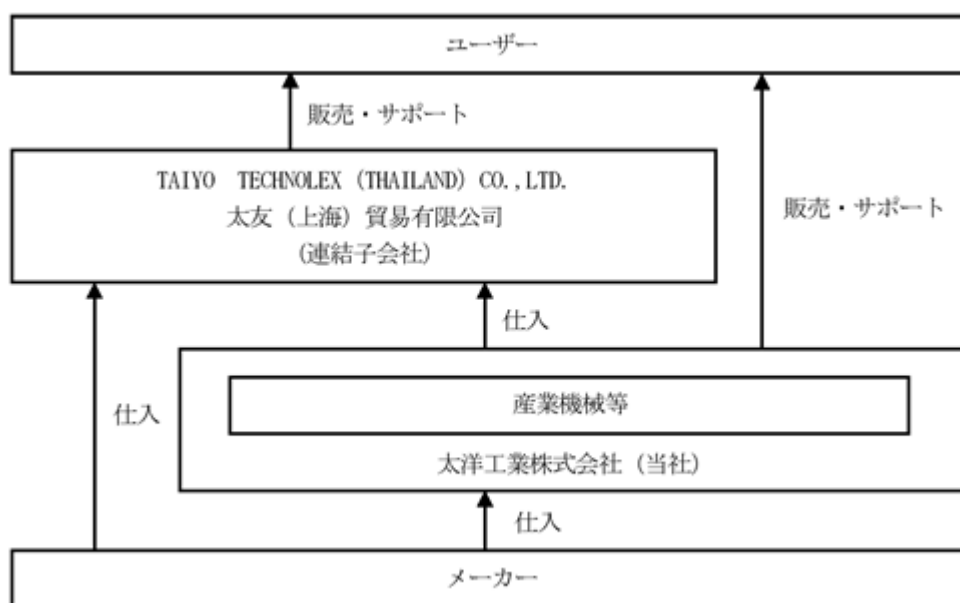 ユーザー
販売・サポート
TAIYO TECHNOLEX (THAILAND) CO.,LTD.
太友（上海）貿易有限公司
（連結子会社）
販売・サポート
仕入
産業機械等
仕入
太洋工業株式会社（当社）
仕入
メーカー